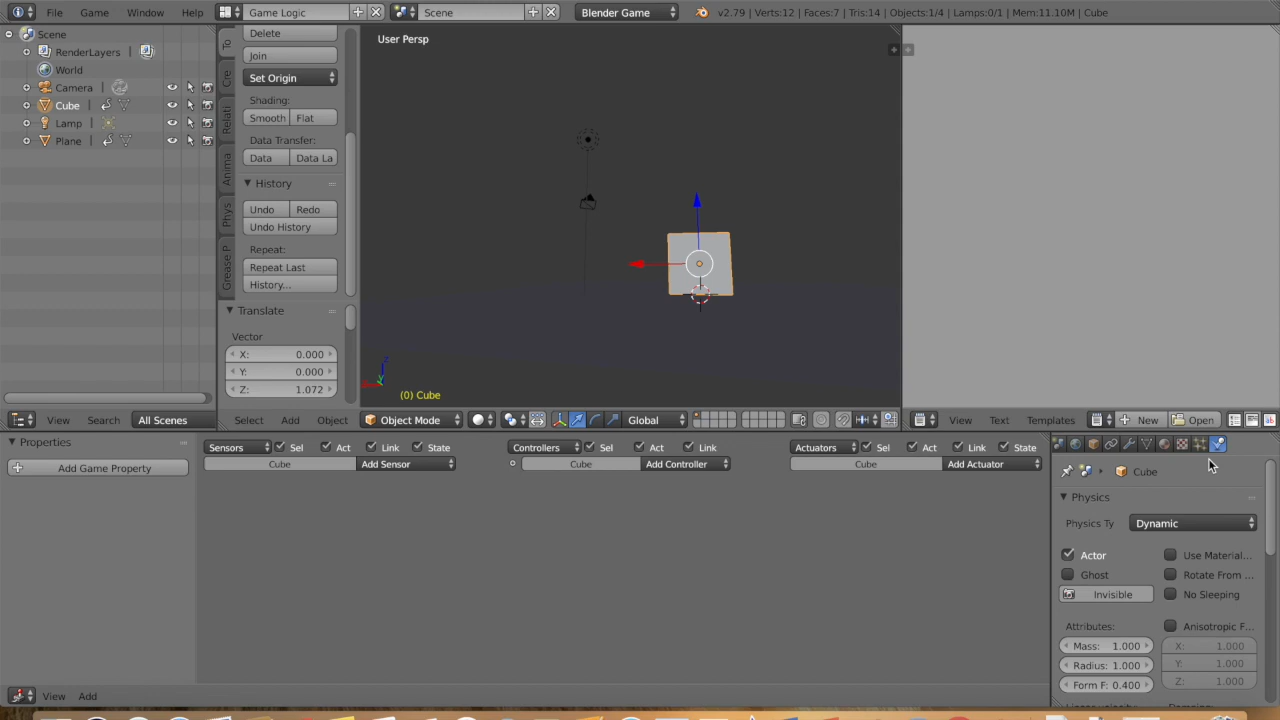 File Game Window Help Game Logic Scene Blender Game v2.79 | Verts:12 | Faces:7 | Tris:14 | Objects:1/4 | Lamps:0/1 | Mem:11.10M | Cube
Scene
RenderLayers |
World
Camera |
Cube |
Lamp |
Plane |
View Search All Scenes
To
Cre
Relati
Anima
Phys
Grease P
Delete
Join
Set Origin
Shading:
Smooth Flat
Data Transfer:
Data Data La
History
Undo Redo
Undo History
Repeat:
Repeat Last
History...
Translate
Vector
X: 0.000
Y: 0.000
Z: 1.072
User Persp
z
(0) Cube
Select Add Object Object Mode Global
View Text Templates New Open
Properties
Add Game Property
Sensors Sel Act Link State
Cube Add Sensor
Controllers Sel Act Link
Cube Add Controller
Actuators Sel Act Link State
Cube Add Actuator
View Add
Cube
Physics
Physics Ty Dynamic
Actor Use Material...
Ghost Rotate From ...
Invisible No Sleeping
Attributes: Anisotropic F...
Mass: 1.000 X: 1.000
Radius: 1.000 Y: 1.000
Form F: 0.400 Z: 1.000